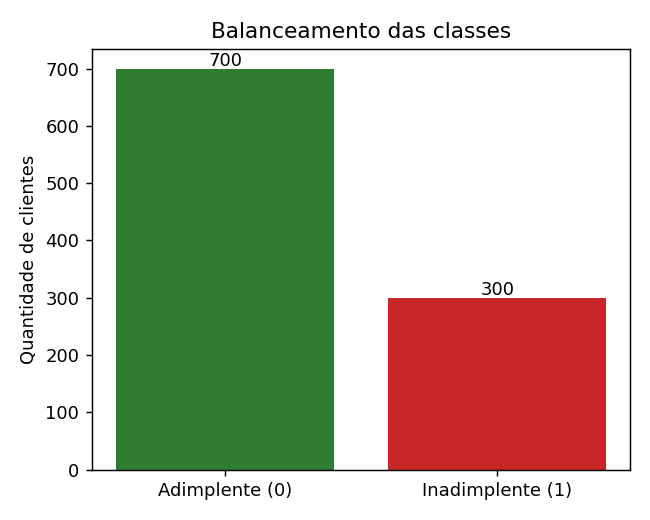 Balanceamento das classes
700
300
Quantidade de clientes
700
600
500
400
300
200
100
0
Adimplente (0)
Inadimplente (1)